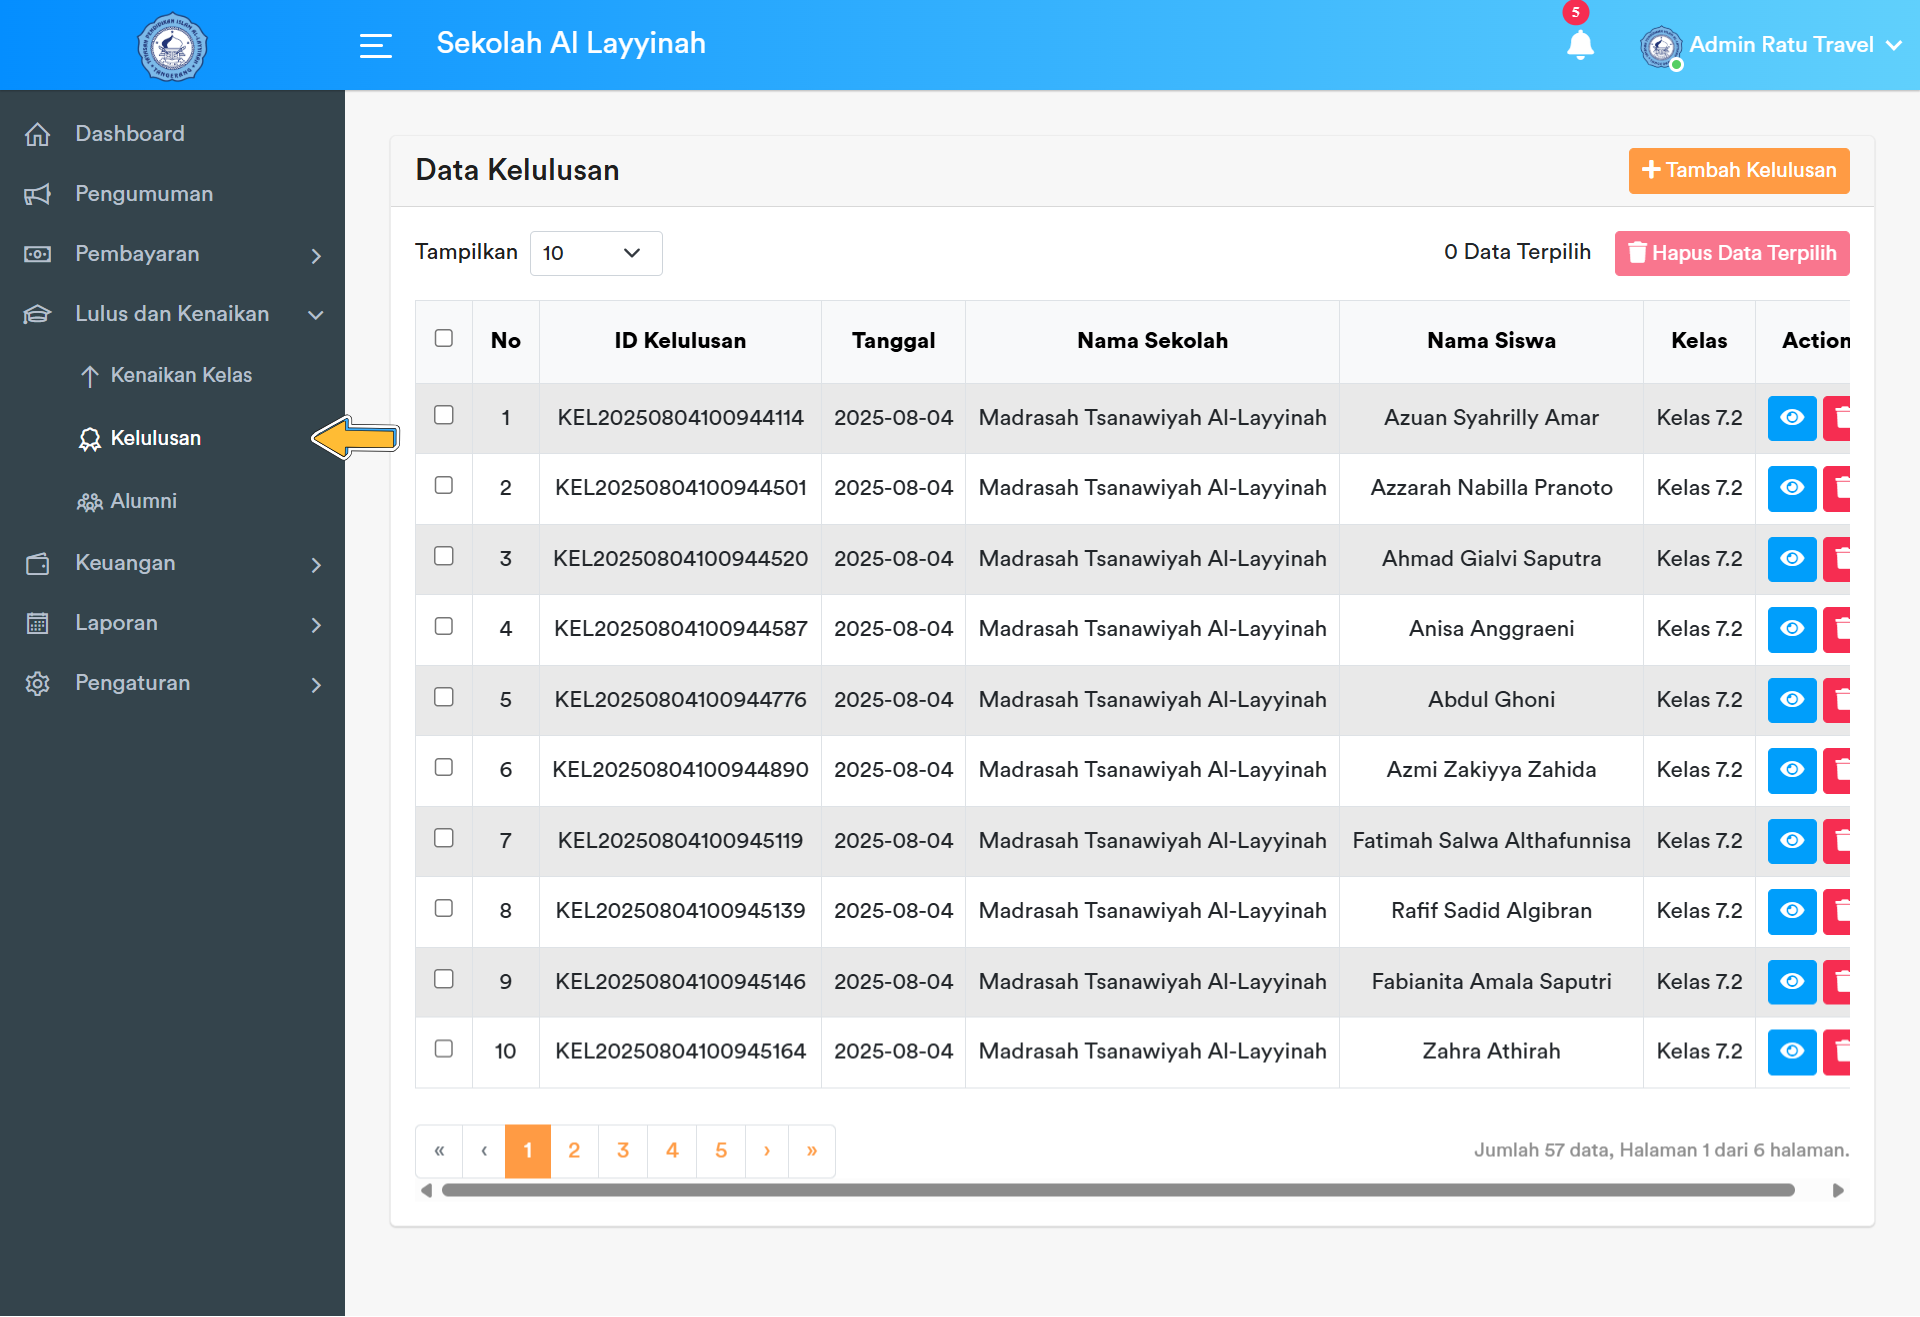 Sekolah Al Layyinah
5
Admin Ratu Travel
Dashboard
Pengumuman
Pembayaran
Lulus dan Kenaikan
Kenaikan Kelas
Kelulusan
Alumni
Keuangan
Laporan
Pengaturan
Data Kelulusan
Tambah Kelulusan
Tampilkan 10
0 Data Terpilih
Hapus Data Terpilih
No ID Kelulusan Tanggal Nama Sekolah Nama Siswa Kelas Action
1 KEL20250804100944114 2025-08-04 Madrasah Tsanawiyah Al-Layyinah Azuan Syahrilly Amar Kelas 7.2
2 KEL20250804100944501 2025-08-04 Madrasah Tsanawiyah Al-Layyinah Azzarah Nabilla Pranoto Kelas 7.2
3 KEL20250804100944520 2025-08-04 Madrasah Tsanawiyah Al-Layyinah Ahmad Gialvi Saputra Kelas 7.2
4 KEL20250804100944587 2025-08-04 Madrasah Tsanawiyah Al-Layyinah Anisa Anggraeni Kelas 7.2
5 KEL20250804100944776 2025-08-04 Madrasah Tsanawiyah Al-Layyinah Abdul Ghoni Kelas 7.2
6 KEL20250804100944890 2025-08-04 Madrasah Tsanawiyah Al-Layyinah Azmi Zakiyya Zahida Kelas 7.2
7 KEL20250804100945119 2025-08-04 Madrasah Tsanawiyah Al-Layyinah Fatimah Salwa Althafunnisa Kelas 7.2
8 KEL20250804100945139 2025-08-04 Madrasah Tsanawiyah Al-Layyinah Rafif Sadid Algibran Kelas 7.2
9 KEL20250804100945146 2025-08-04 Madrasah Tsanawiyah Al-Layyinah Fabianita Amala Saputri Kelas 7.2
10 KEL20250804100945164 2025-08-04 Madrasah Tsanawiyah Al-Layyinah Zahra Athirah Kelas 7.2
« ‹ 1 2 3 4 5 › »
Jumlah 57 data, Halaman 1 dari 6 halaman.